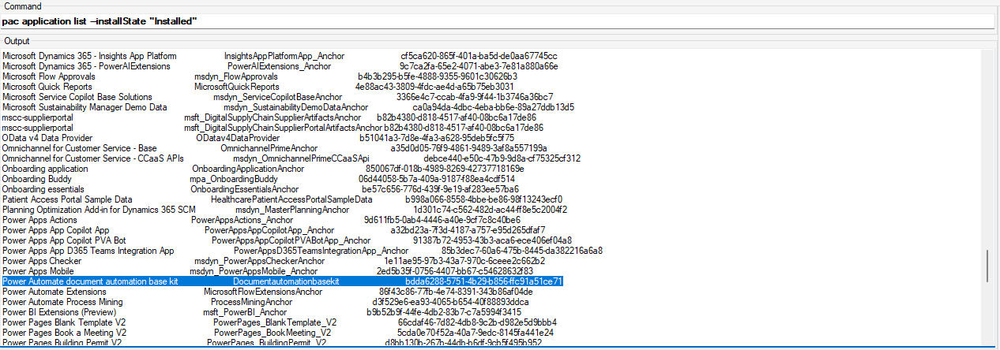 Command
pac application list –installState "Installed"
Output
Microsoft Dynamics 365 - Insights App Platform InsightsAppPlatformApp_Anchor cf5ca620-865f-401a-ba5d-de0aa67745cc
Microsoft Dynamics 365 - PowerAIExtensions PowerAIExtensions_Anchor 9c7ca2fa-65e2-4071-abe3-7e81a880a66e
Microsoft Flow Approvals msdyn_FlowApprovals b4b3b295-b5fe-4888-9355-9601c30626b3
Microsoft Quick Reports MicrosoftQuickReports 4e88ac43-3809-4fdc-ae4d-a65b75eb3031
Microsoft Service Copilot Base Solutions msdyn_ServiceCopilotBaseAnchor 3366e4c7-ccab-4fa9-9f44-1b3746a36bc7
Microsoft Sustainability Manager Demo Data msdyn_SustainabilityDemoDataAnchor ca0a94da-4dbc-4eba-bb6e-89a27ddb13d5
mscc-supplierportal msft_DigitalSupplyChainSupplierArtifactsAnchor b82b4380-d818-4517-af40-08bc6a17de86
mscc-supplierportal msft_DigitalSupplyChainSupplierPortalArtifactsAnchor b82b4380-d818-4517-af40-08bc6a17de86
OData v4 Data Provider ODatav4DataProvider b51041a3-7d8e-4fa3-a628-95deb5fc5f75
Omnichannel for Customer Service - Base OmnichannelPrimeAnchor a35d0d05-76f9-4861-9489-3af8a557199a
Omnichannel for Customer Service - CCaaS APIs msdyn_OmnichannelPrimeCCaaSApi debce440-e50c-47b9-9d8a-cf75325cf312
Onboarding application OnboardingApplicationAnchor 850067df-018b-4989-8269-42737718169e
Onboarding Buddy mpa_OnboardingBuddy 06d44058-5b7a-409a-9187-f88ea4cdf514
Onboarding essentials OnboardingEssentialsAnchor be57c656-776d-439f-9e19-af283ee57ba6
Patient Access Portal Sample Data HealthcarePatientAccessPortalSampleData b998a066-8558-4bbe-be86-98f13243ecf0
Planning Optimization Add-in for Dynamics 365 SCM msdyn_MasterPlanningAnchor 1d301c74-c562-482d-ac44-ff8e5c2004f2
Power Apps Actions PowerAppsActions_Anchor 9d611fb5-0ab4-4446-a40e-9cf7c8c40be6
Power Apps App Copilot App PowerAppsAppCopilotApp_Anchor a32bd23a-7f3d-4187-a757-e95d265dfaf7
Power Apps App Copilot PVA Bot PowerAppsAppCopilotPVABotApp_Anchor 91387b72-4953-43b3-aca6-ece406ef04a8
Power Apps App D365 Teams Integration App PowerAppsD365TeamsIntegrationApp_Anchor 85b3dec7-60a6-475b-8445-da382216a6a8
Power Apps Checker msdyn_PowerAppsCheckerAnchor 1e11ae95-97b3-43a7-970c-6ceee2c662b2
Power Apps Mobile msdyn_PowerAppsMobile_Anchor 2ed5b35f-0756-4407-bb67-c54628632f83
Power Automate document automation base kit Documentautomationbasekit bdda6288-5751-4b29-b856-ffc91a51ce71
Power Automate Extensions MicrosoftFlowExtensionsAnchor 86f43c86-77fb-4e74-8391-343b86af04de
Power Automate Process Mining ProcessMiningAnchor d3f529e6-ea93-4065-b654-40f88893ddca
Power BI Extensions (Preview) msft_PowerBI_Anchor b9b52b9f-44fe-4db2-83b7-c7a5994f3415
Power Pages Blank Template V2 PowerPages_BlankTemplate_V2 66cdaf46-7d82-4db8-9c2b-d982e5d9bbb4
Power Pages Book a Meeting V2 PowerPages_BookMeeting_V2 5cda0e70-f52a-40a7-9edc-8145fa441e24
Power Pages Building Permit V2 PowerPages_BuildingPermit_V2 d8bb130b-267b-44db-b6df-9cb5f495b952